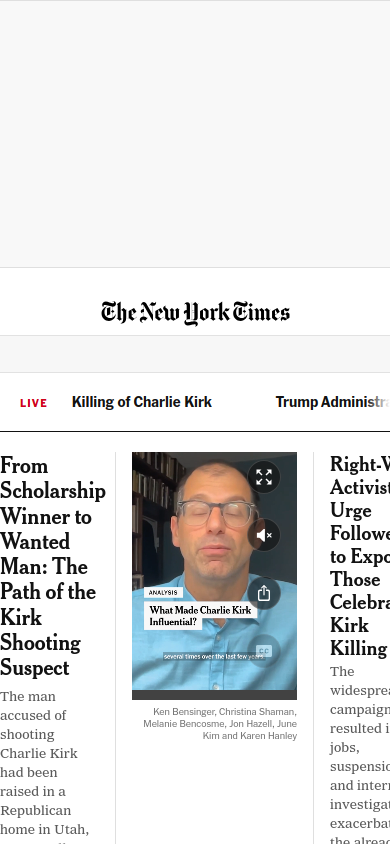 The New York Times
LIVE
Killing of Charlie Kirk
Trump Administr
From
Scholarship
Winner to
Wanted
Man: The
Path of the
Kirk
Shooting
Suspect
The man
accused of
shooting
Charlie Kirk
had been
raised in a
Republican
home in Utah,
ANALYSIS
What Made Charlie Kirk
Influential?
several times over the last few years
CC
Ken Bensinger, Christina Shaman,
Melanie Bencosme, Jon Hazell, June
Kim and Karen Hanley
Right-W
Activist
Urge
Followe
to Expo
Those
Celebra
Kirk
Killing
The
widesprea
campaign
resulted i
jobs,
suspensio
and inter
investigat
exacerbat
the alread